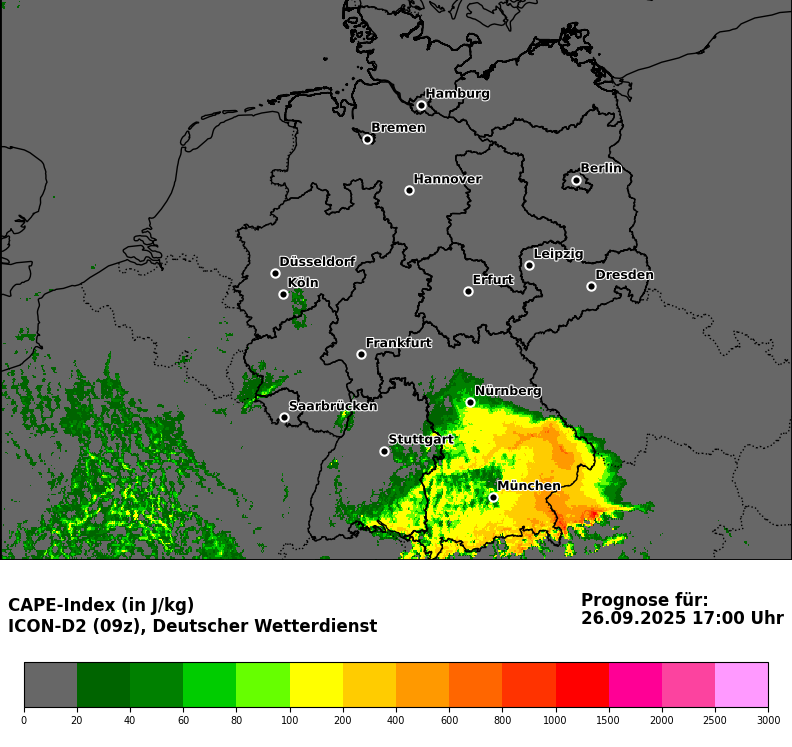 Hamburg
Bremen
Berlin
Hannover
Leipzig
Düsseldorf
Dresden
Köln
Erfurt
Frankfurt
Nürnberg
Saarbrücken
Stuttgart
München
CAPE-Index (in J/kg)
ICON-D2 (09z), Deutscher Wetterdienst
Prognose für:
26.09.2025 17:00 Uhr
0 20 40 60 80 100 200 400 600 800 1000 1500 2000 2500 3000